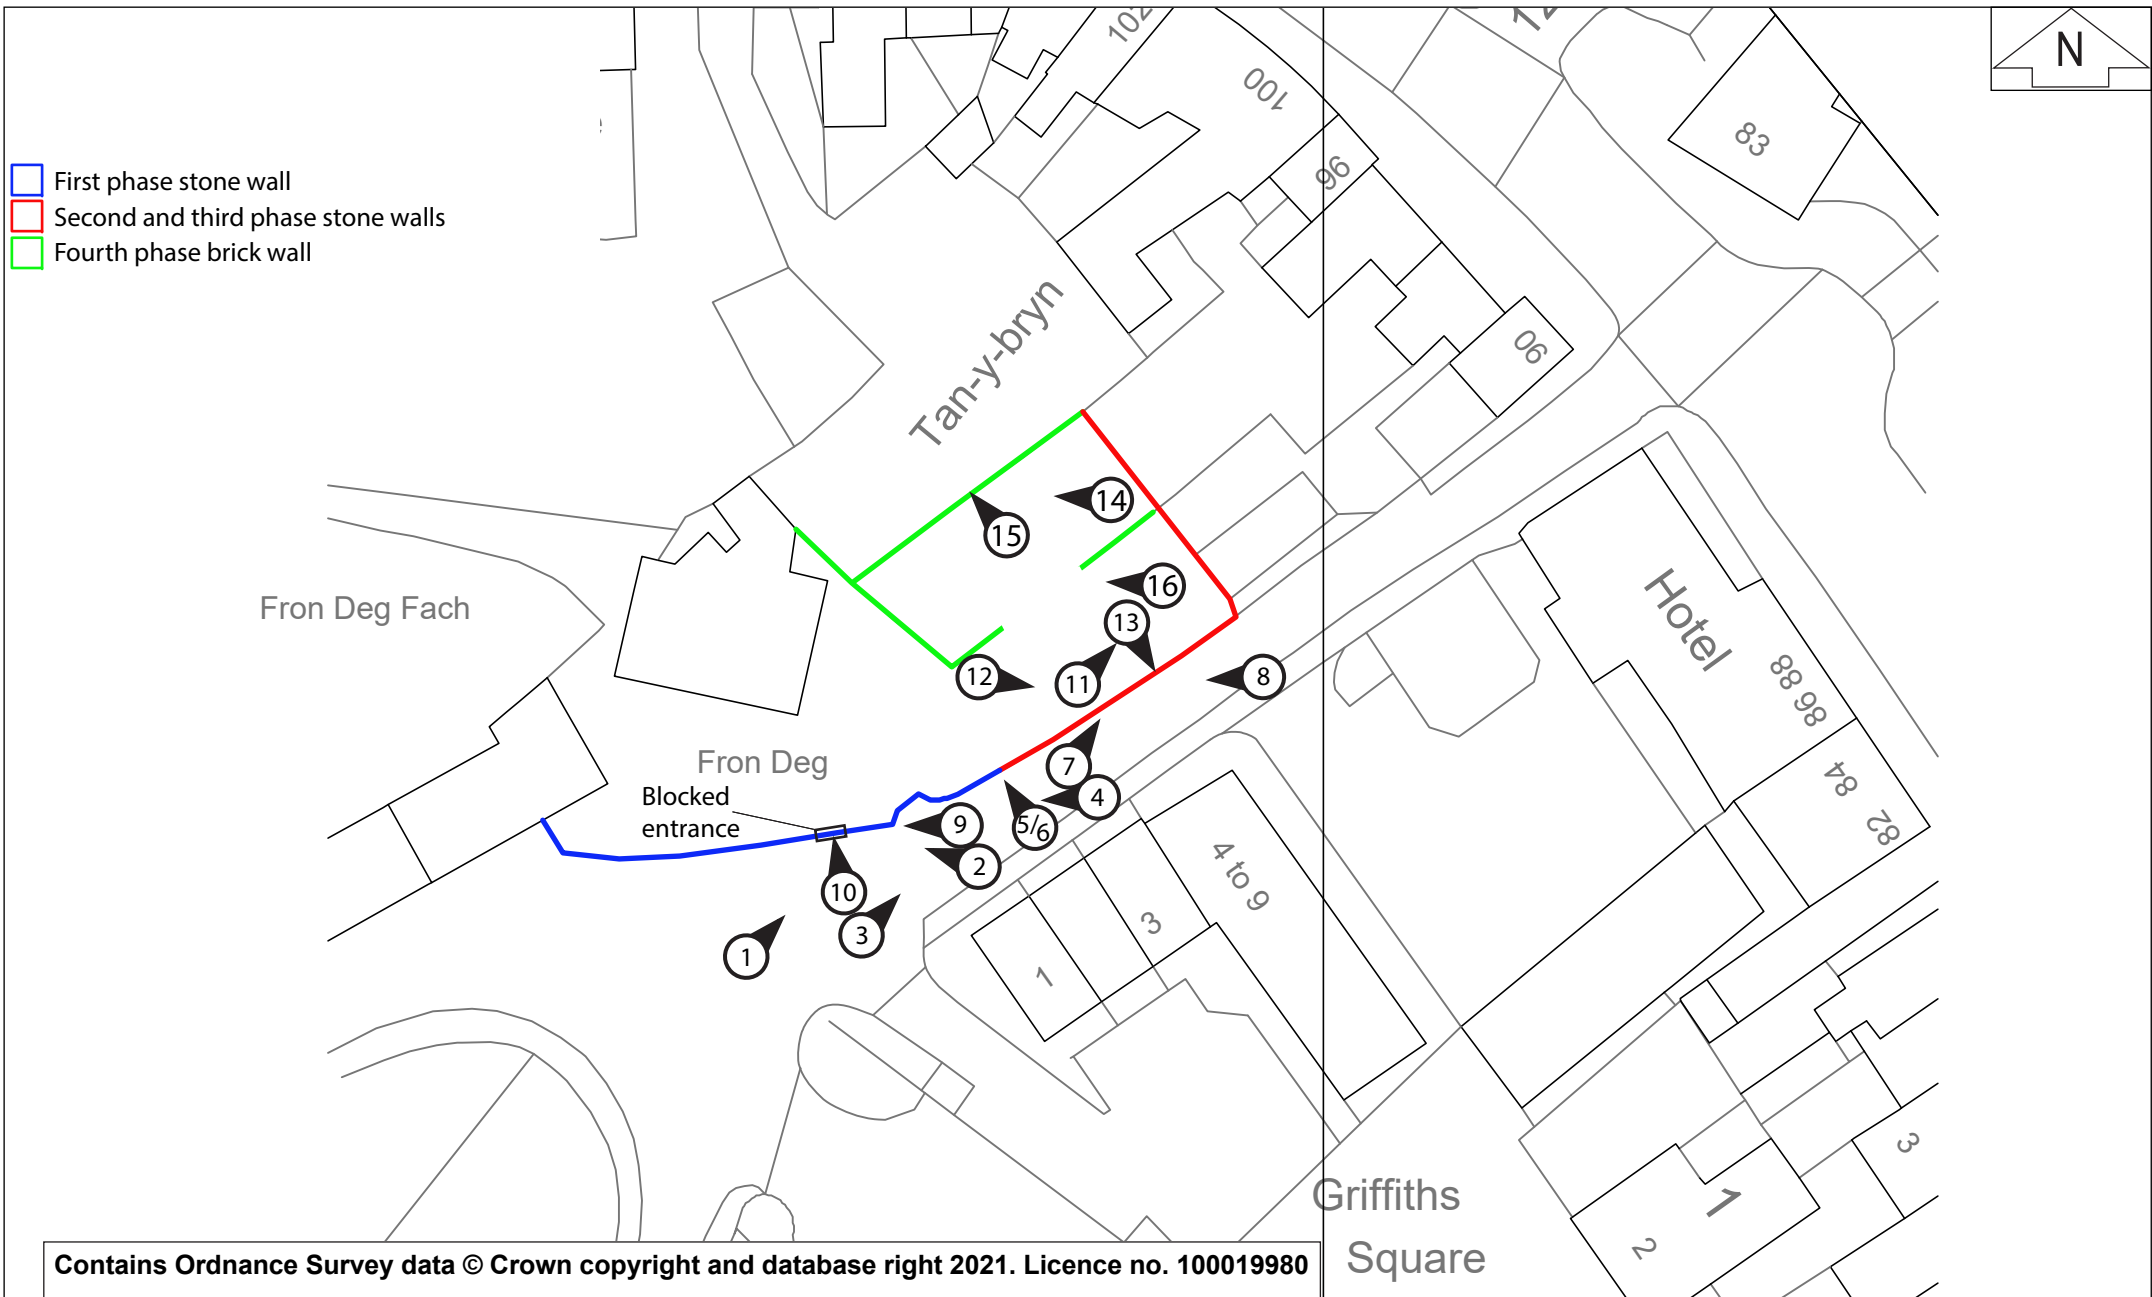 N
102
100
96
90
83
First phase stone wall
Second and third phase stone walls
Fourth phase brick wall
Tan-y-bryn
14
15
16
13
12
11
8
Fron Deg Fach
Hotel
86 88
84
82
Fron Deg
Blocked
entrance
7
4
9
5/6
2
10
3
1
4 to 9
3
1
Griffiths
Square
3
1
2
Contains Ordnance Survey data © Crown copyright and database right 2021. Licence no. 100019980